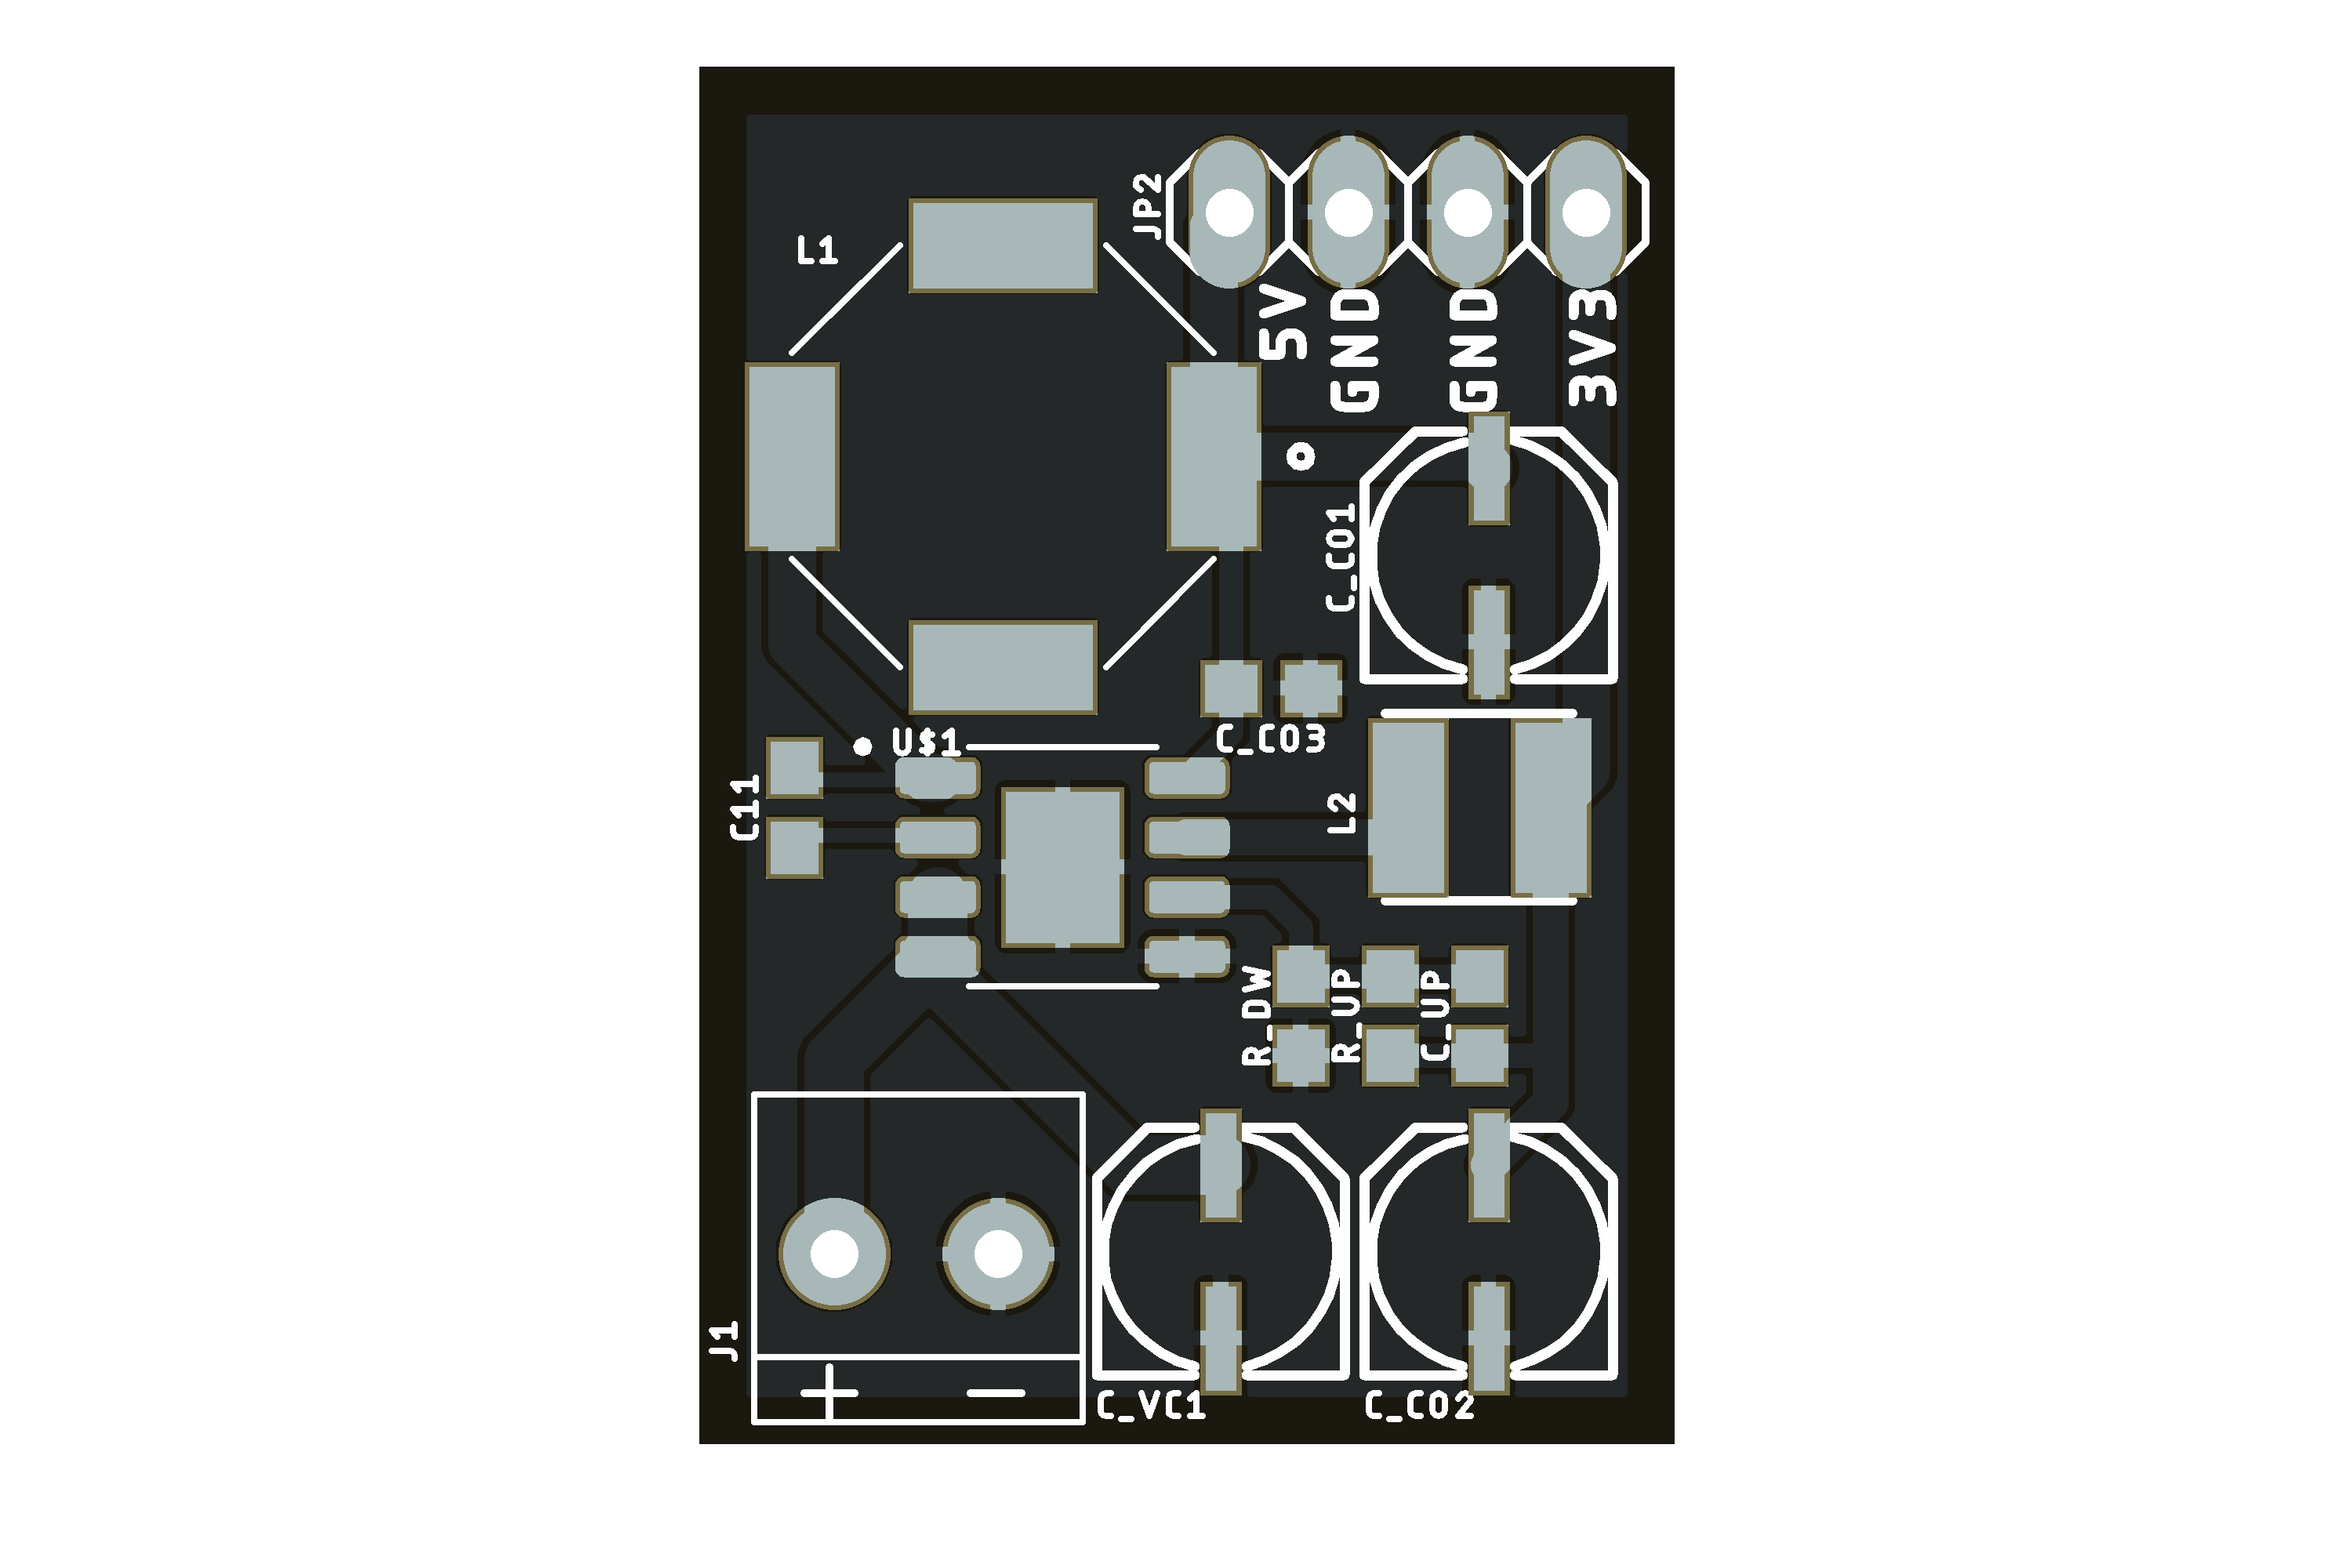 JP2
L1
5V
GND
GND
3V3
C_CO1
U$1
C_CO3
C11
L2
R_DW
R_UP
C_UP
J1
+ —
C_VC1
C_CO2